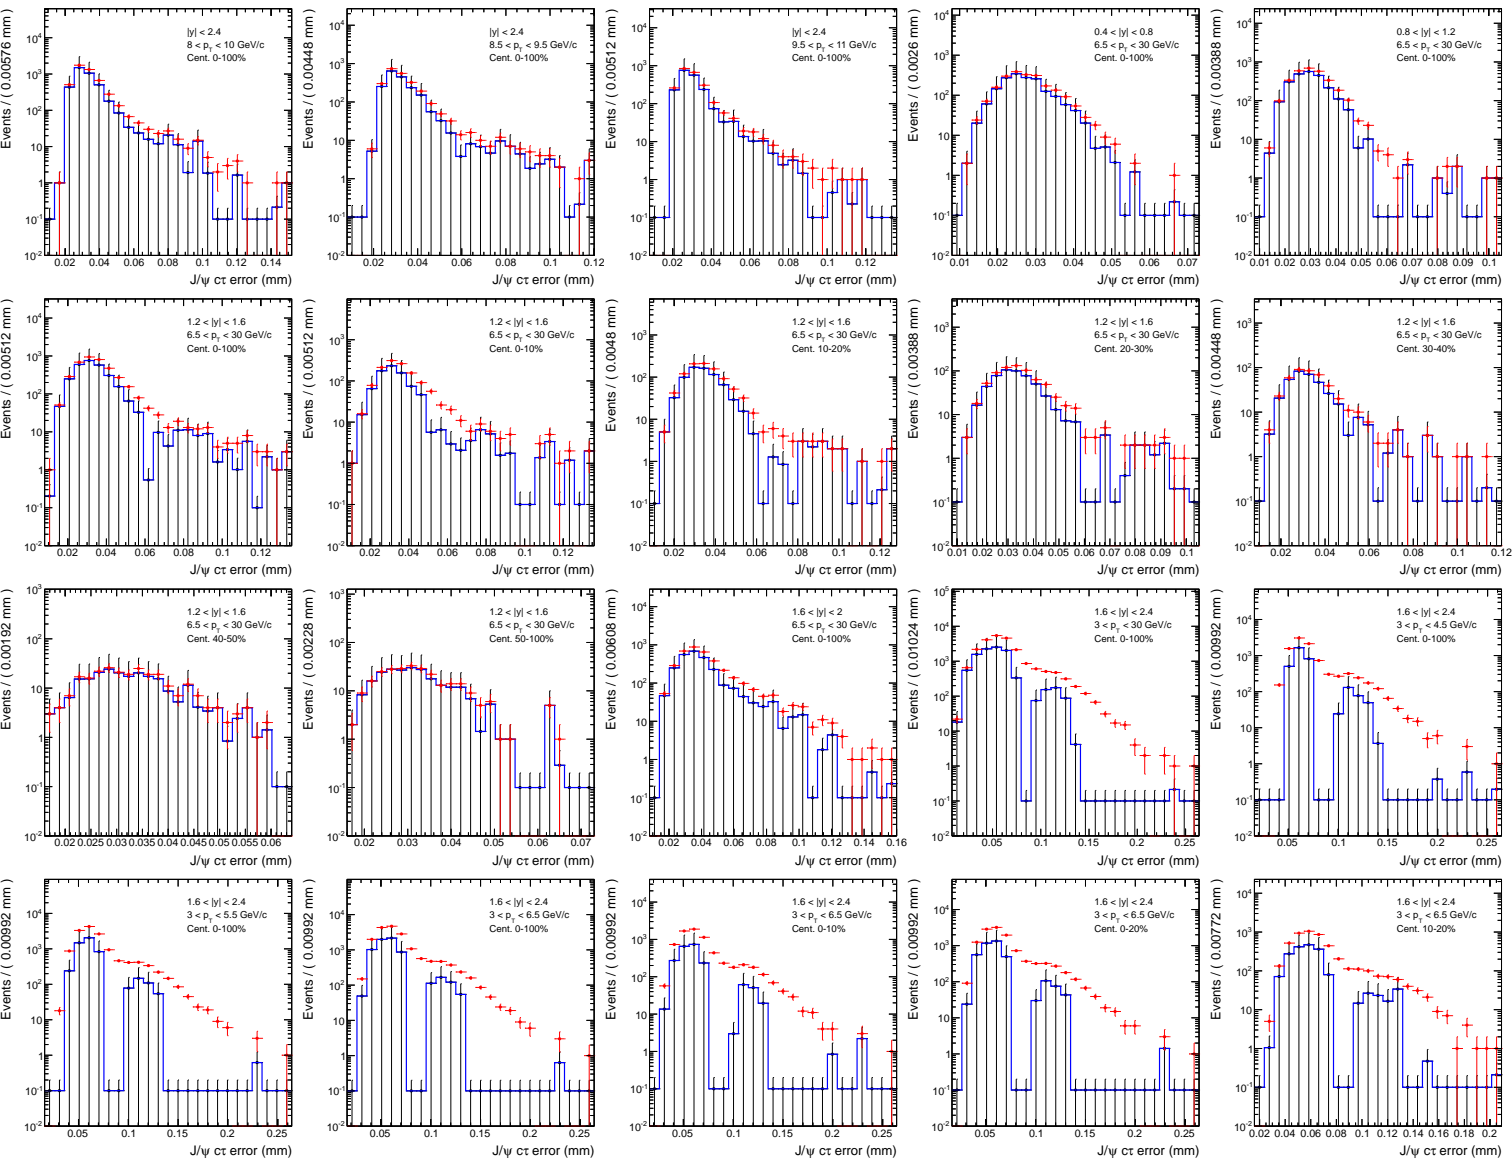 Events / ( 0.00576 mm )
|y| < 2.4
8 < p_T < 10 GeV/c
Cent. 0-100%
J/ψ cτ error (mm)
Events / ( 0.00448 mm )
|y| < 2.4
8.5 < p_T < 9.5 GeV/c
Cent. 0-100%
J/ψ cτ error (mm)
Events / ( 0.00512 mm )
|y| < 2.4
9.5 < p_T < 11 GeV/c
Cent. 0-100%
J/ψ cτ error (mm)
Events / ( 0.0026 mm )
0.4 < |y| < 0.8
6.5 < p_T < 30 GeV/c
Cent. 0-100%
J/ψ cτ error (mm)
Events / ( 0.00388 mm )
0.8 < |y| < 1.2
6.5 < p_T < 30 GeV/c
Cent. 0-100%
J/ψ cτ error (mm)
Events / ( 0.00512 mm )
1.2 < |y| < 1.6
6.5 < p_T < 30 GeV/c
Cent. 0-100%
J/ψ cτ error (mm)
Events / ( 0.00512 mm )
1.2 < |y| < 1.6
6.5 < p_T < 30 GeV/c
Cent. 0-10%
J/ψ cτ error (mm)
Events / ( 0.0048 mm )
1.2 < |y| < 1.6
6.5 < p_T < 30 GeV/c
Cent. 10-20%
J/ψ cτ error (mm)
Events / ( 0.00388 mm )
1.2 < |y| < 1.6
6.5 < p_T < 30 GeV/c
Cent. 20-30%
J/ψ cτ error (mm)
Events / ( 0.00448 mm )
1.2 < |y| < 1.6
6.5 < p_T < 30 GeV/c
Cent. 30-40%
J/ψ cτ error (mm)
Events / ( 0.00192 mm )
1.2 < |y| < 1.6
6.5 < p_T < 30 GeV/c
Cent. 40-50%
J/ψ cτ error (mm)
Events / ( 0.00228 mm )
1.2 < |y| < 1.6
6.5 < p_T < 30 GeV/c
Cent. 50-100%
J/ψ cτ error (mm)
Events / ( 0.00608 mm )
1.6 < |y| < 2
6.5 < p_T < 30 GeV/c
Cent. 0-100%
J/ψ cτ error (mm)
Events / ( 0.01024 mm )
1.6 < |y| < 2.4
3 < p_T < 30 GeV/c
Cent. 0-100%
J/ψ cτ error (mm)
Events / ( 0.00992 mm )
1.6 < |y| < 2.4
3 < p_T < 4.5 GeV/c
Cent. 0-100%
J/ψ cτ error (mm)
Events / ( 0.00992 mm )
1.6 < |y| < 2.4
3 < p_T < 5.5 GeV/c
Cent. 0-100%
J/ψ cτ error (mm)
Events / ( 0.00992 mm )
1.6 < |y| < 2.4
3 < p_T < 6.5 GeV/c
Cent. 0-100%
J/ψ cτ error (mm)
Events / ( 0.00992 mm )
1.6 < |y| < 2.4
3 < p_T < 6.5 GeV/c
Cent. 0-10%
J/ψ cτ error (mm)
Events / ( 0.00992 mm )
1.6 < |y| < 2.4
3 < p_T < 6.5 GeV/c
Cent. 0-20%
J/ψ cτ error (mm)
Events / ( 0.00772 mm )
1.6 < |y| < 2.4
3 < p_T < 6.5 GeV/c
Cent. 10-20%
J/ψ cτ error (mm)